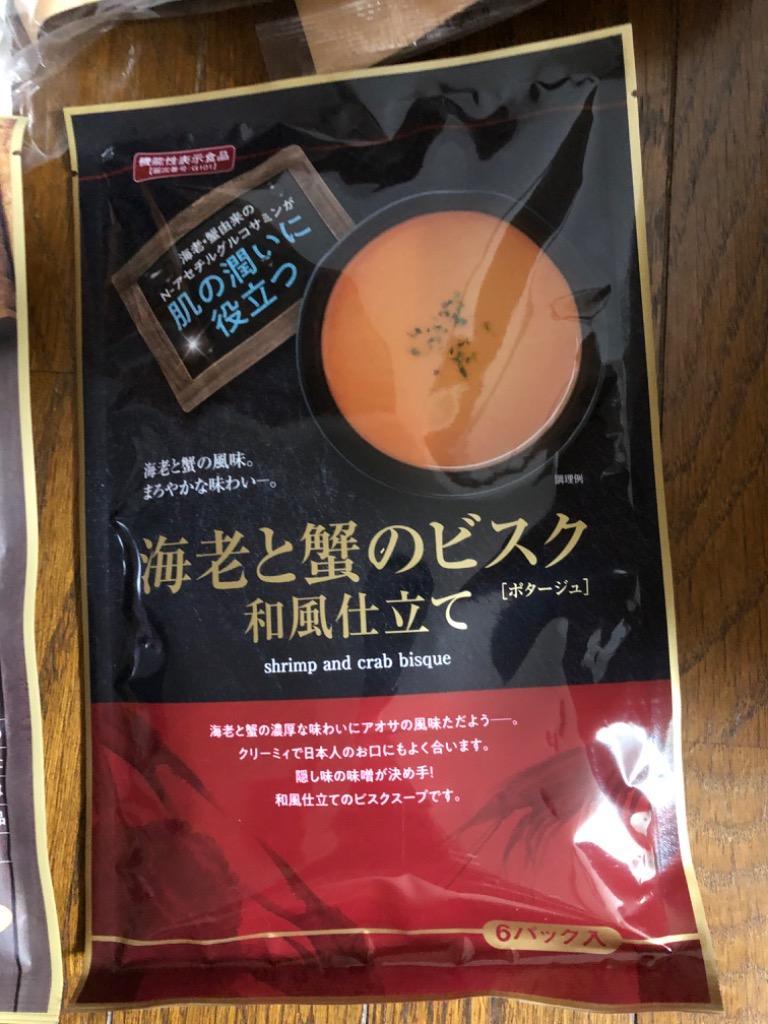 機能性表示食品
【届出番号:G101】
海老・蟹由来の
N-アセチルグルコサミンが
肌の潤いに
役立つ
海老と蟹の風味。
まろやかな味わい―。
調理例
海老と蟹のビスク
［ポタージュ］
和風仕立て
shrimp and crab bisque
海老と蟹の濃厚な味わいにアオサの風味ただよう――。
クリーミィで日本人のお口にもよく合います。
隠し味の味噌が決め手!
和風仕立てのビスクスープです。
6パック入
品